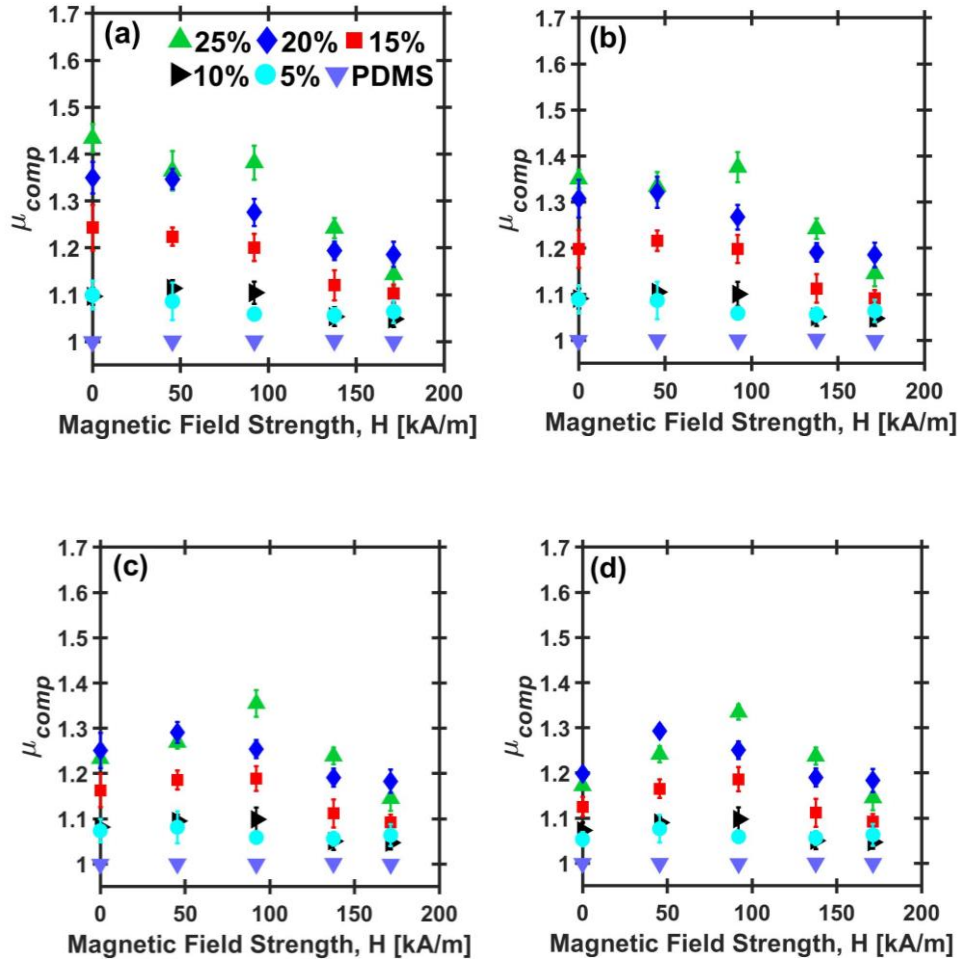 (a)
25% 20% 15%
10% 5% PDMS
1.7
1.6
1.5
1.4
1.3
1.2
1.1
1
μcomp
0 50 100 150 200
Magnetic Field Strength, H [kA/m]
(b)
1.7
1.6
1.5
1.4
1.3
1.2
1.1
1
μcomp
0 50 100 150 200
Magnetic Field Strength, H [kA/m]
(c)
1.7
1.6
1.5
1.4
1.3
1.2
1.1
1
μcomp
0 50 100 150 200
Magnetic Field Strength, H [kA/m]
(d)
1.7
1.6
1.5
1.4
1.3
1.2
1.1
1
μcomp
0 50 100 150 200
Magnetic Field Strength, H [kA/m]